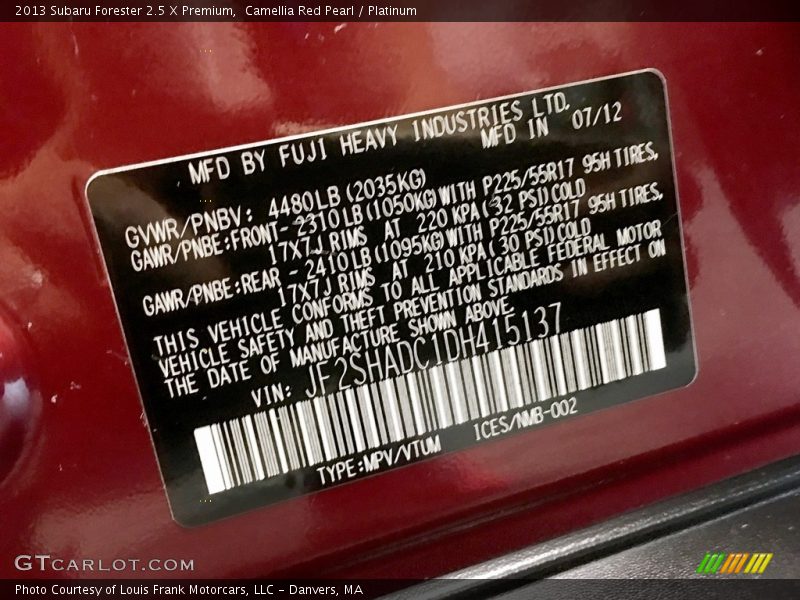 2013 Subaru Forester 2.5 X Premium,  Camellia Red Pearl / Platinum
MFD BY FUJI HEAVY INDUSTRIES LTD.
MFD IN 07/12
GVWR/PNBV: 4480LB (2035KG)
GAWR/PNBE:FRONT- 2310LB (1050KG) WITH P225/55R17 95H TIRES,
17X7J RIMS AT 220 KPA (32 PSI) COLD
GAWR/PNBE:REAR - 2410LB (1095KG) WITH P225/55R17 95H TIRES,
17X7J RIMS AT 210 KPA (30 PSI) COLD
THIS VEHICLE CONFORMS TO ALL APPLICABLE FEDERAL MOTOR
VEHICLE SAFETY AND THEFT PREVENTION STANDARDS IN EFFECT ON
THE DATE OF MANUFACTURE SHOWN ABOVE
VIN: JF2SHADC1DH415137
TYPE:MPV/VTUM ICES/NMB-002
GTCARLOT.COM
Photo Courtesy of Louis Frank Motorcars, LLC - Danvers, MA